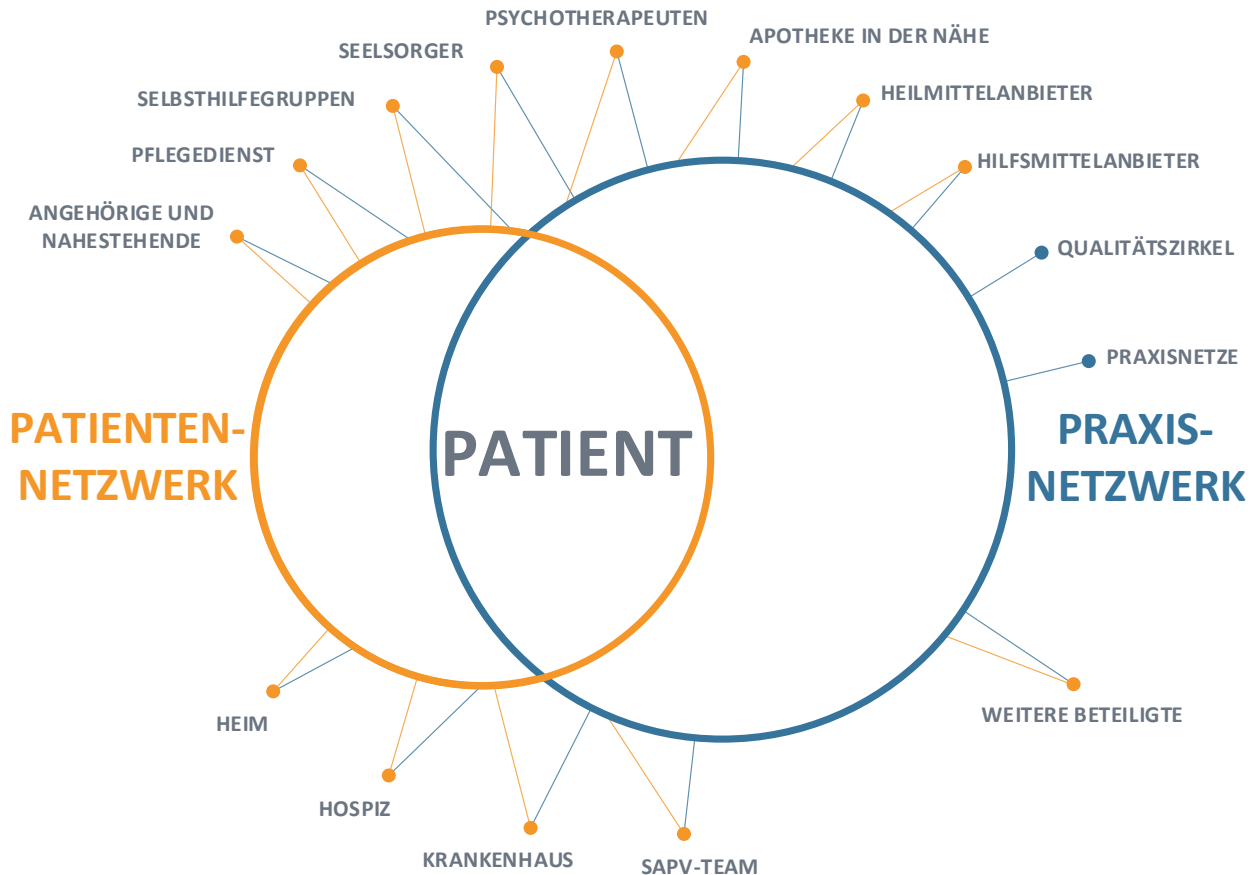 PSYCHOTHERAPEUTEN
APOTHEKE IN DER NÄHE
SEELSORGER
HEILMITTELANBIETER
SELBSTHILFEGRUPPEN
HILFSMITTELANBIETER
PFLEGEDIENST
ANGEHÖRIGE UND
NAHESTEHENDE
QUALITÄTSZIRKEL
PRAXISNETZE
PATIENTEN-
NETZWERK
PATIENT
PRAXIS-
NETZWERK
HEIM
WEITERE BETEILIGTE
HOSPIZ
KRANKENHAUS
SAPV-TEAM